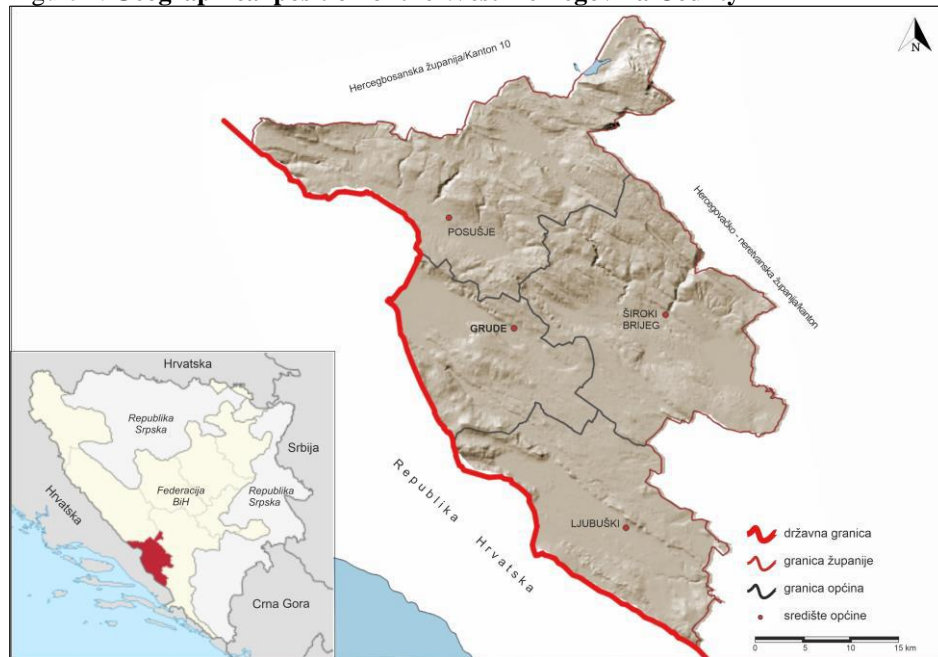 Hercegbosanska županija/Kanton 10
N
Hercegovačko - neretvanska županija/kanton
POSUŠJE
GRUDE
ŠIROKI
BRIJEG
LJUBUŠKI
Republika Hrvatska
Hrvatska
Republika
Srpska
Srbija
Federacija
BiH
Republika
Srpska
Hrvatska
Crna Gora
državna granica
granica županije
granica općina
središte općine
0 5 10 15 km